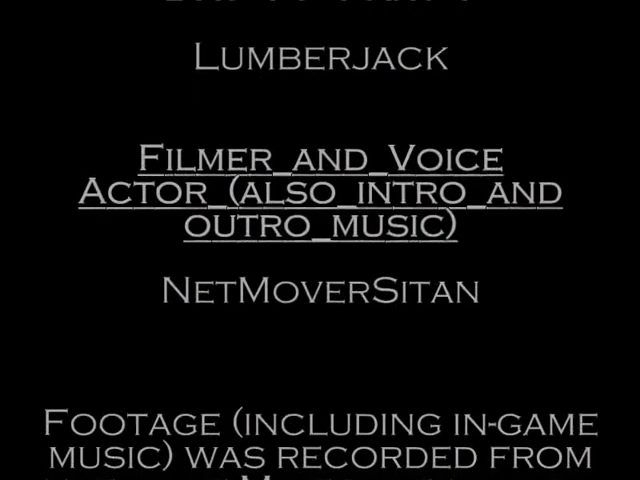 Lumberjack
Filmer_and_Voice
Actor_(also_intro_and
outro_music)
NetMoverSitan
Footage (including in-game
music) was recorded from